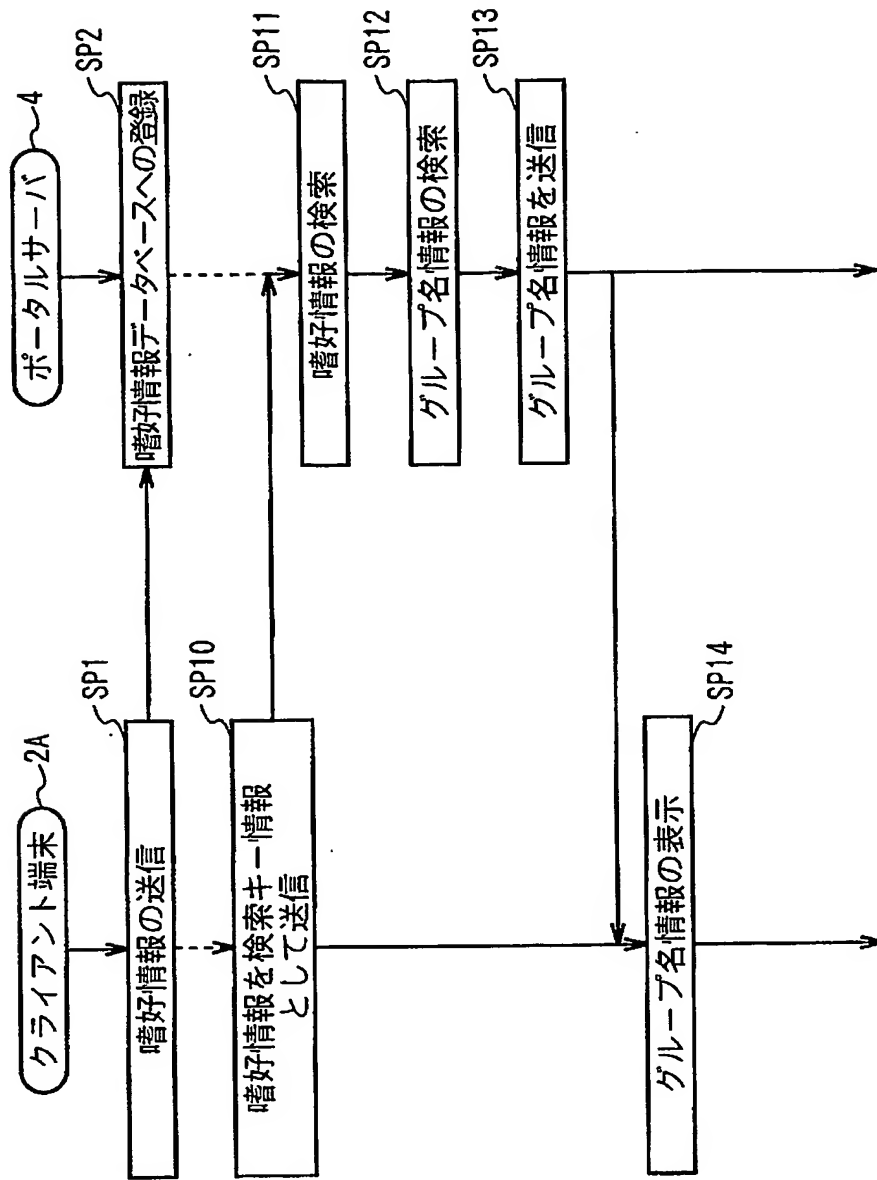 クライアント端末
2A
ポータルサーバ
4
嗜好情報の送信
SP1
嗜好情報データベースへの登録
SP2
嗜好情報を検索キー情報
として送信
SP10
嗜好情報の検索
SP11
グループ名情報の検索
SP12
グループ名情報を送信
SP13
グループ名情報の表示
SP14